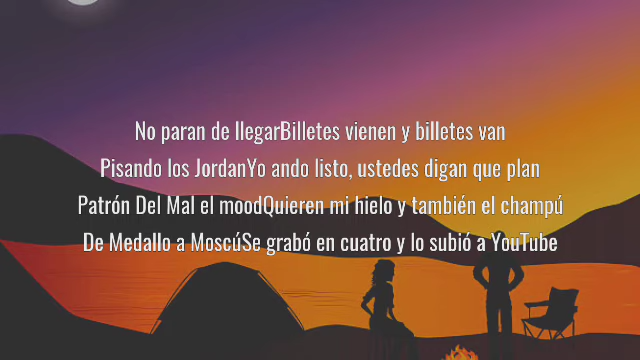 No paran de llegarBilletes vienen y billetes van
Pisando los JordanYo ando listo, ustedes digan que plan
Patrón Del Mal el moodQuieren mi hielo y también el champú
De Medallo a MoscúSe grabó en cuatro y lo subió a YouTube